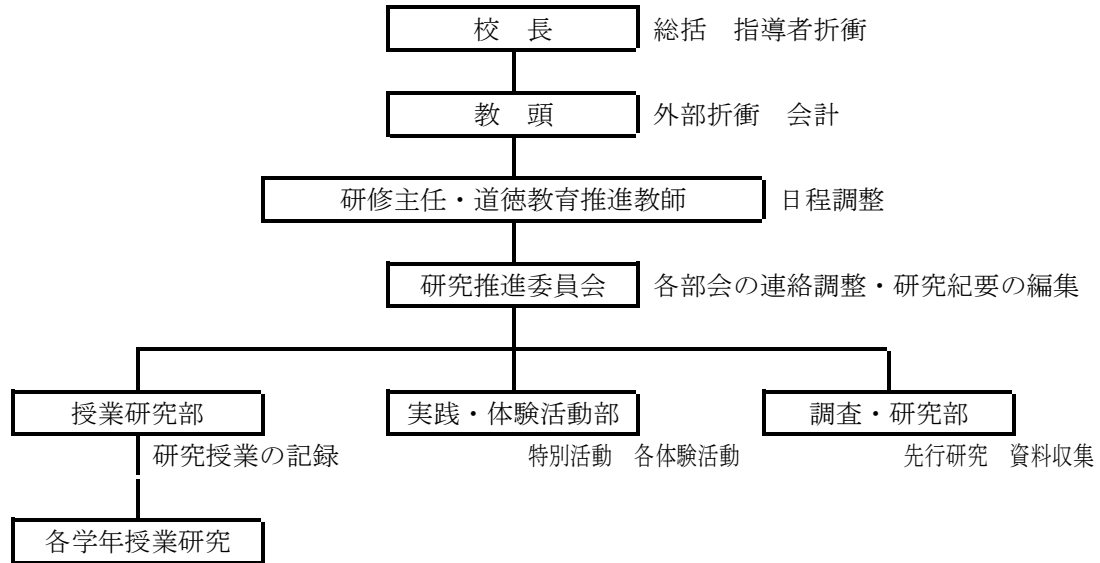 校　長　総括　指導者折衝
教　頭　外部折衝　会計
研修主任・道徳教育推進教師　日程調整
研究推進委員会　各部会の連絡調整・研究紀要の編集
授業研究部　実践・体験活動部　調査・研究部
研究授業の記録　特別活動　各体験活動　先行研究　資料収集
各学年授業研究